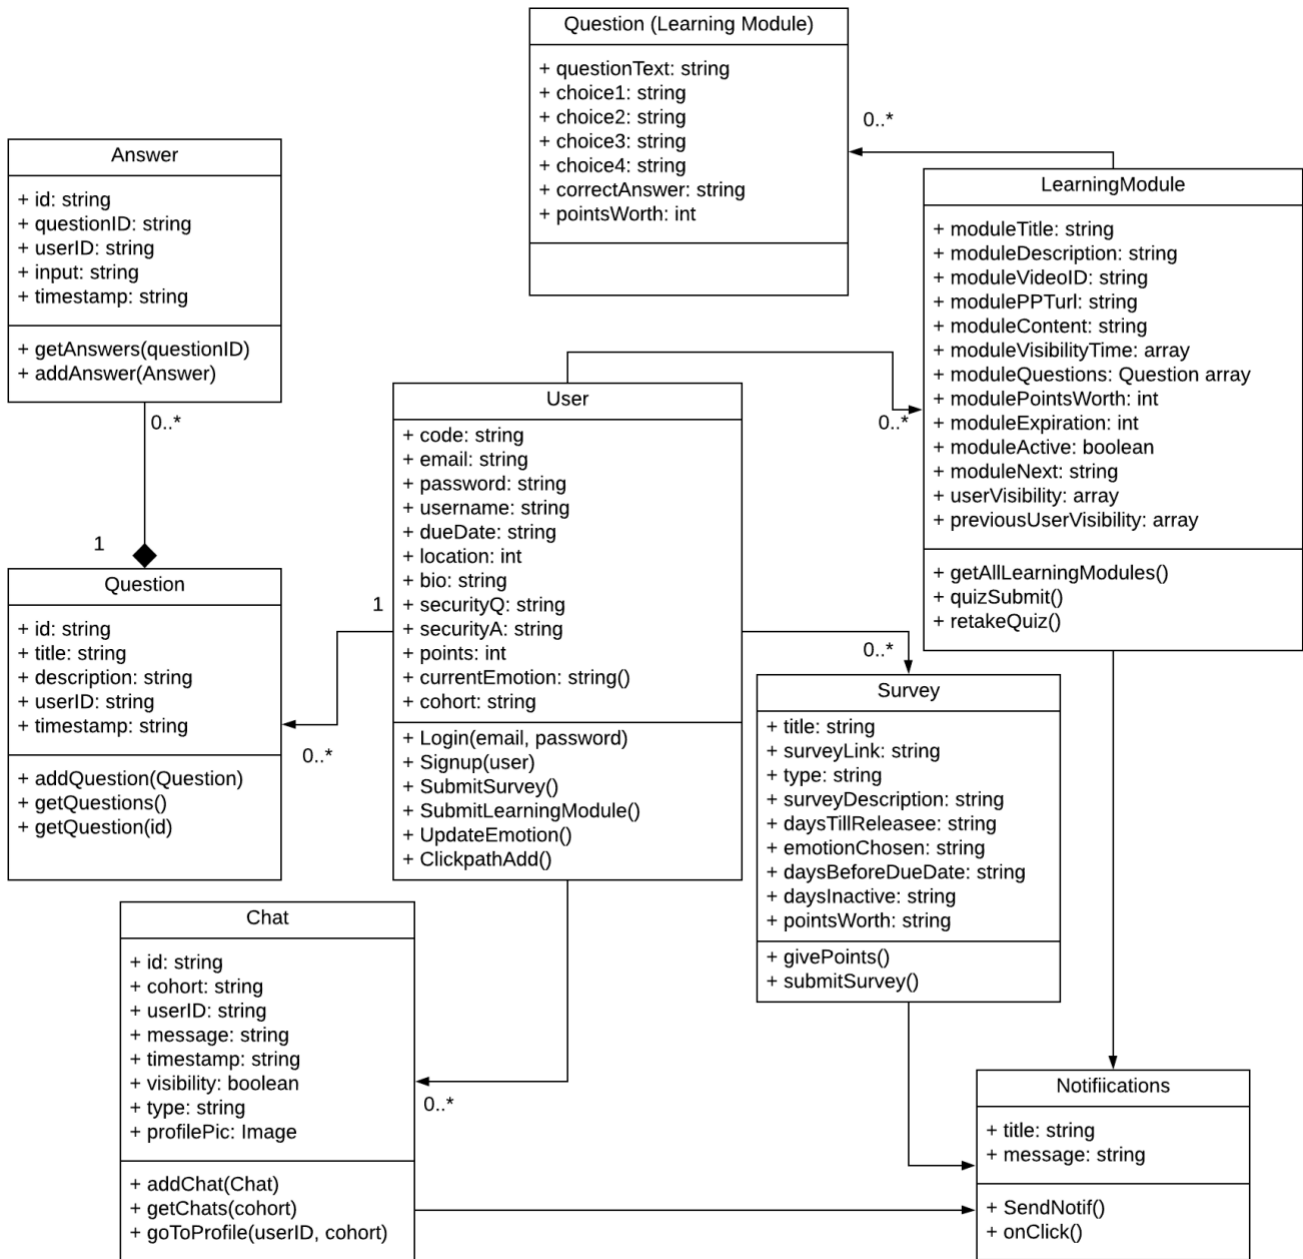 Question (Learning Module)
+ questionText: string
+ choice1: string
+ choice2: string
+ choice3: string
+ choice4: string
+ correctAnswer: string
+ pointsWorth: int
0..*
Answer
+ id: string
+ questionID: string
+ userID: string
+ input: string
+ timestamp: string
+ getAnswers(questionID)
+ addAnswer(Answer)
0..*
1
LearningModule
+ moduleTitle: string
+ moduleDescription: string
+ moduleVideoID: string
+ modulePPTurl: string
+ moduleContent: string
+ moduleVisibilityTime: array
+ moduleQuestions: Question array
+ modulePointsWorth: int
+ moduleExpiration: int
+ moduleActive: boolean
+ moduleNext: string
+ userVisibility: array
+ previousUserVisibility: array
+ getAllLearningModules()
+ quizSubmit()
+ retakeQuiz()
0..*
User
+ code: string
+ email: string
+ password: string
+ username: string
+ dueDate: string
+ location: int
+ bio: string
+ securityQ: string
+ securityA: string
+ points: int
+ currentEmotion: string()
+ cohort: string
+ Login(email, password)
+ Signup(user)
+ SubmitSurvey()
+ SubmitLearningModule()
+ UpdateEmotion()
+ ClickpathAdd()
1
0..*
Question
+ id: string
+ title: string
+ description: string
+ userID: string
+ timestamp: string
+ addQuestion(Question)
+ getQuestions()
+ getQuestion(id)
0..*
Survey
+ title: string
+ surveyLink: string
+ type: string
+ surveyDescription: string
+ daysTillReleasee: string
+ emotionChosen: string
+ daysBeforeDueDate: string
+ daysInactive: string
+ pointsWorth: string
+ givePoints()
+ submitSurvey()
Chat
+ id: string
+ cohort: string
+ userID: string
+ message: string
+ timestamp: string
+ visibility: boolean
+ type: string
+ profilePic: Image
+ addChat(Chat)
+ getChats(cohort)
+ goToProfile(userID, cohort)
0..*
Notifiications
+ title: string
+ message: string
+ SendNotif()
+ onClick()